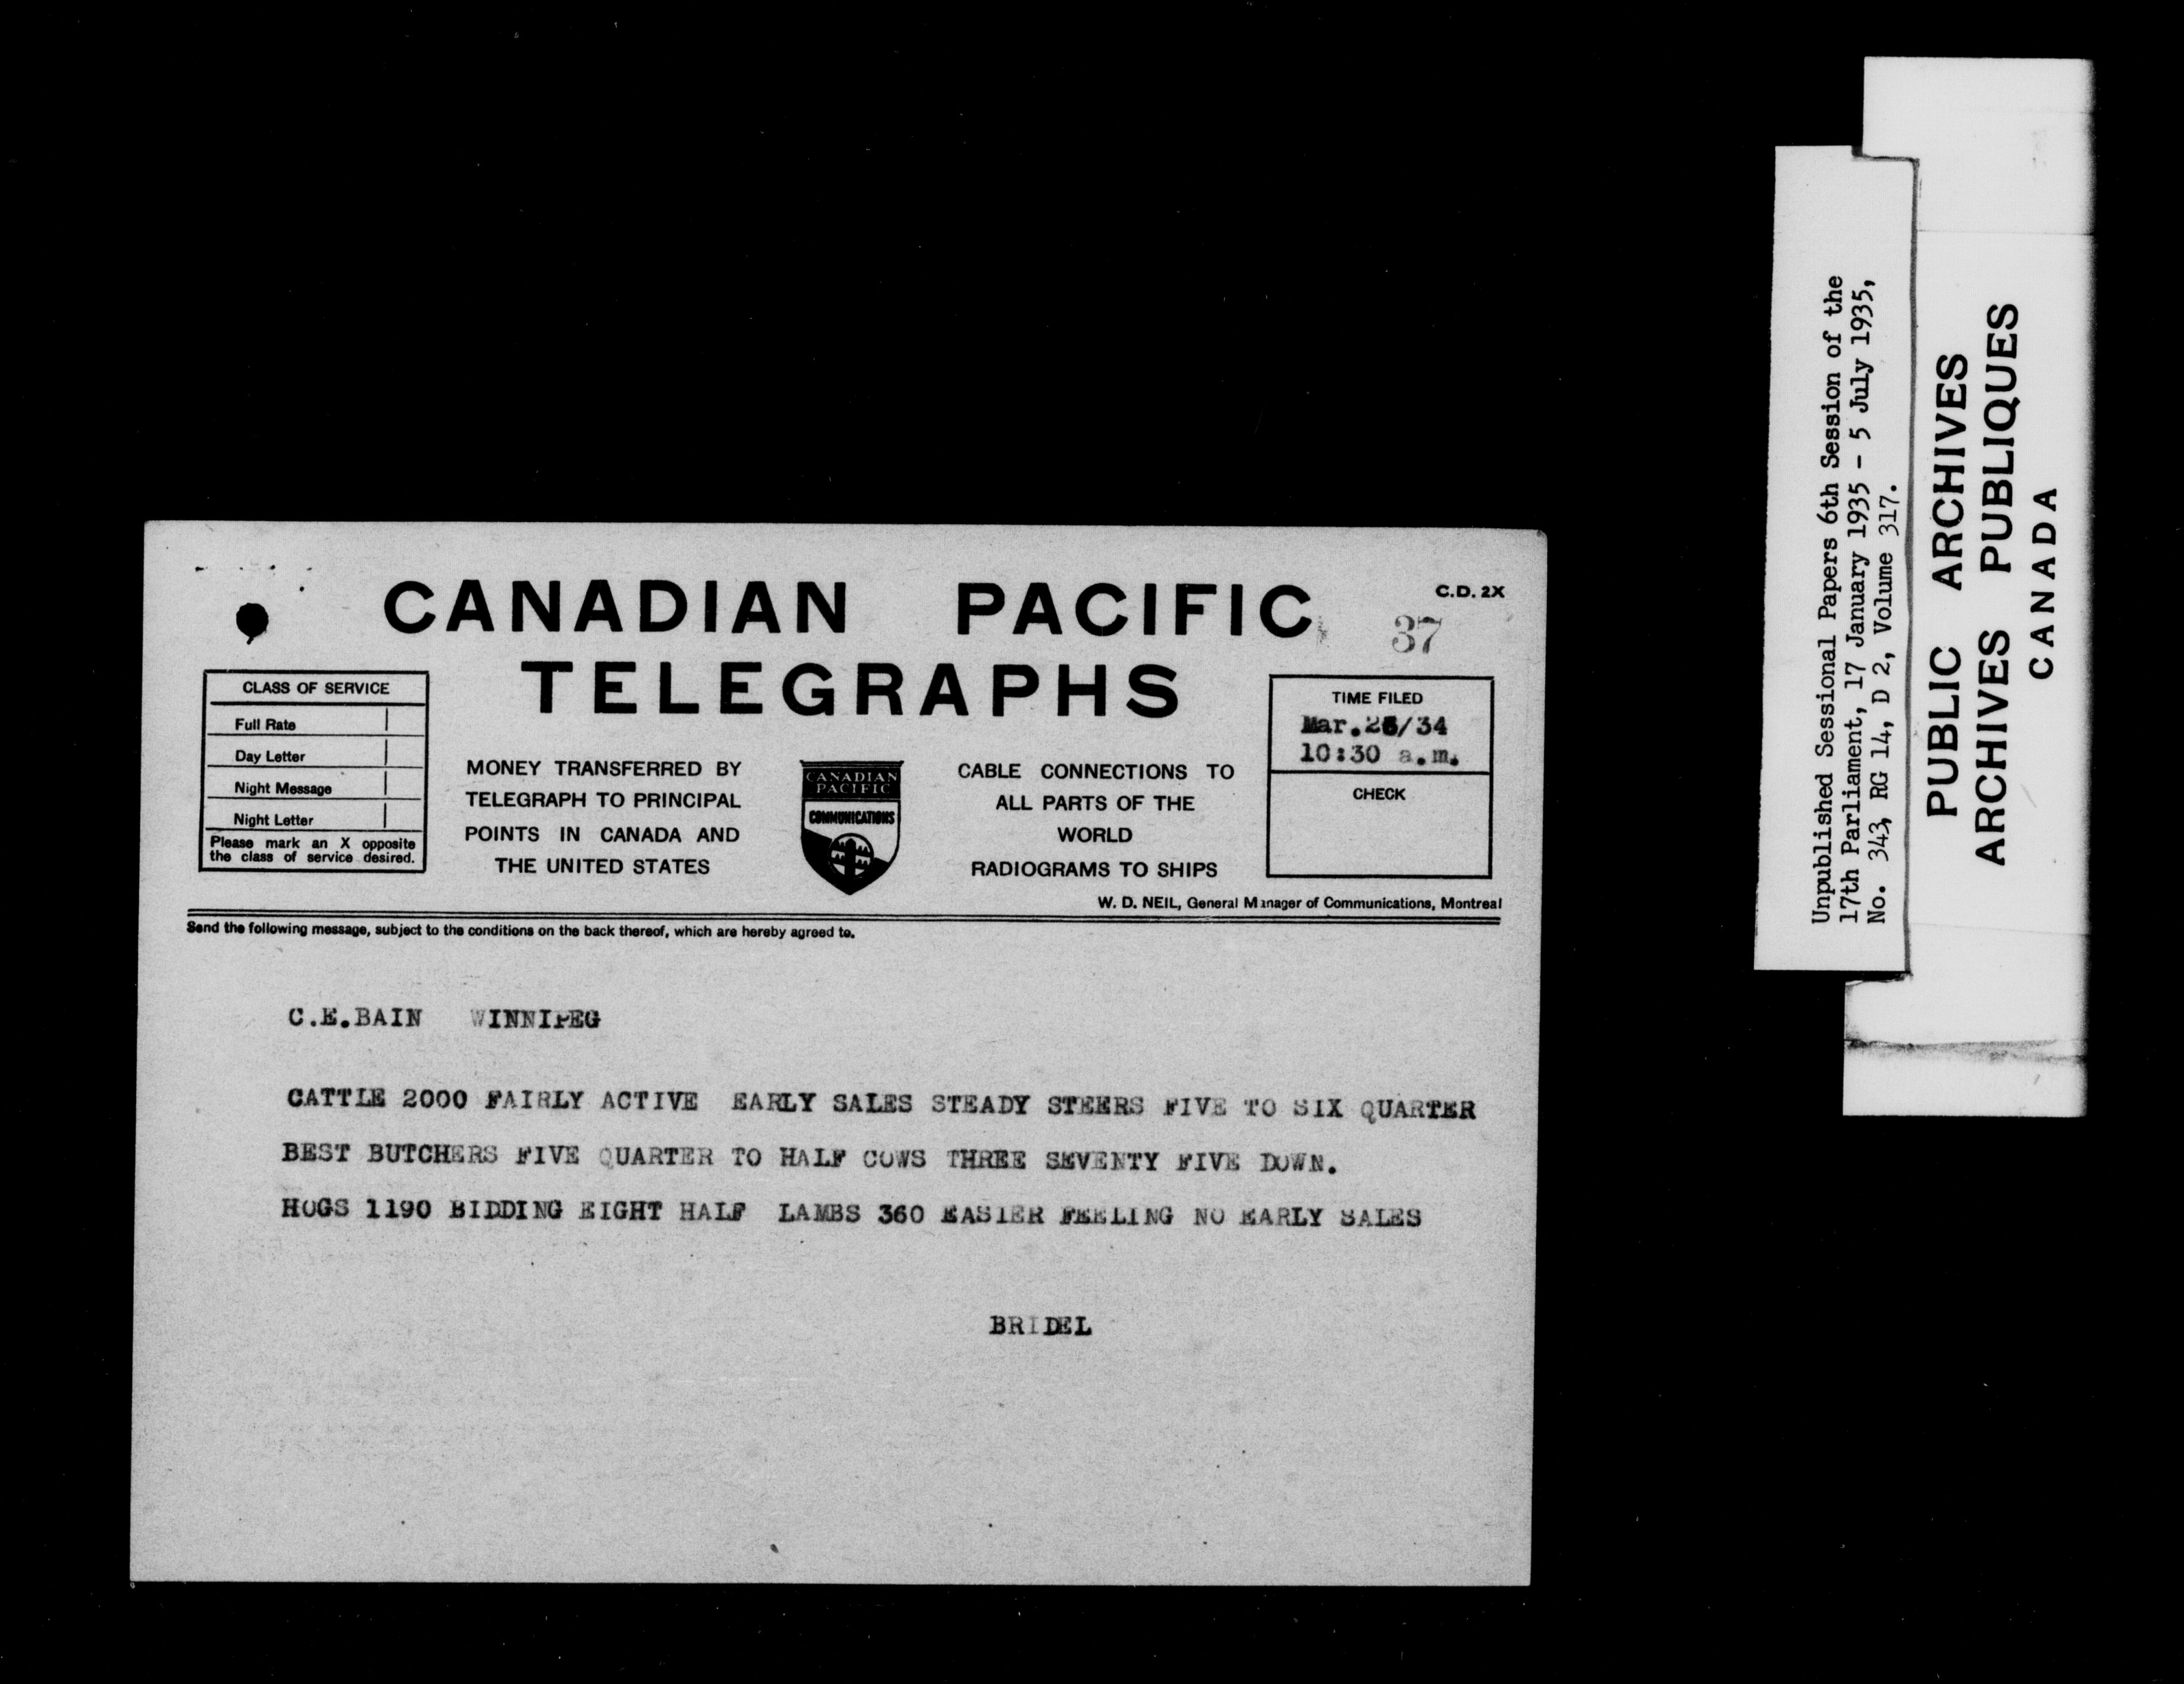 CANADIAN PACIFIC
TELEGRAPHS
C.D. 2X
37
CLASS OF SERVICE
Full Rate
Day Letter
Night Message
Night Letter
Please mark an X opposite
the class of service desired.
MONEY TRANSFERRED BY
TELEGRAPH TO PRINCIPAL
POINTS IN CANADA AND
THE UNITED STATES
CANADIAN
PACIFIC
COMMUNICATIONS
CABLE CONNECTIONS TO
ALL PARTS OF THE
WORLD
RADIOGRAMS TO SHIPS
TIME FILED
Mar.26/34
10:30 a.m.
CHECK
W. D. NEIL, General Manager of Communications, Montreal
Send the following message, subject to the conditions on the back thereof, which are hereby agreed to.
C.E.BAIN WINNIPEG
CATTLE 2000 FAIRLY ACTIVE EARLY SALES STEADY STEERS FIVE TO SIX QUARTER
BEST BUTCHERS FIVE QUARTER TO HALF COWS THREE SEVENTY FIVE DOWN.
HOGS 1190 BIDDING EIGHT HALF LAMBS 360 EASIER FEELING NO EARLY SALES
BRIDEL
Unpublished Sessional Papers 6th Session of the
17th Parliament, 17 January 1935 - 5 July 1935,
No. 343, RG 14, D 2, Volume 317.
PUBLIC ARCHIVES
ARCHIVES PUBLIQUES
CANADA